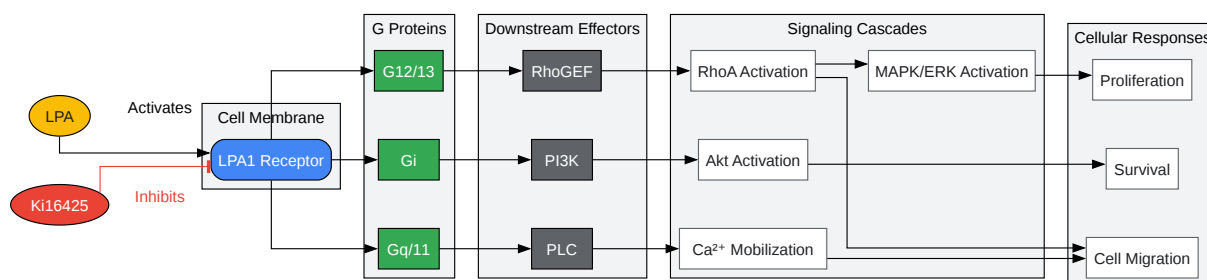 G Proteins
Downstream Effectors
Signaling Cascades
Cellular Responses
G12/13
RhoGEF
RhoA Activation
MAPK/ERK Activation
Proliferation
LPA
Activates
Cell Membrane
LPA1 Receptor
Gi
PI3K
Akt Activation
Survival
Ki16425
Inhibits
Gq/11
PLC
Ca²⁺ Mobilization
Cell Migration